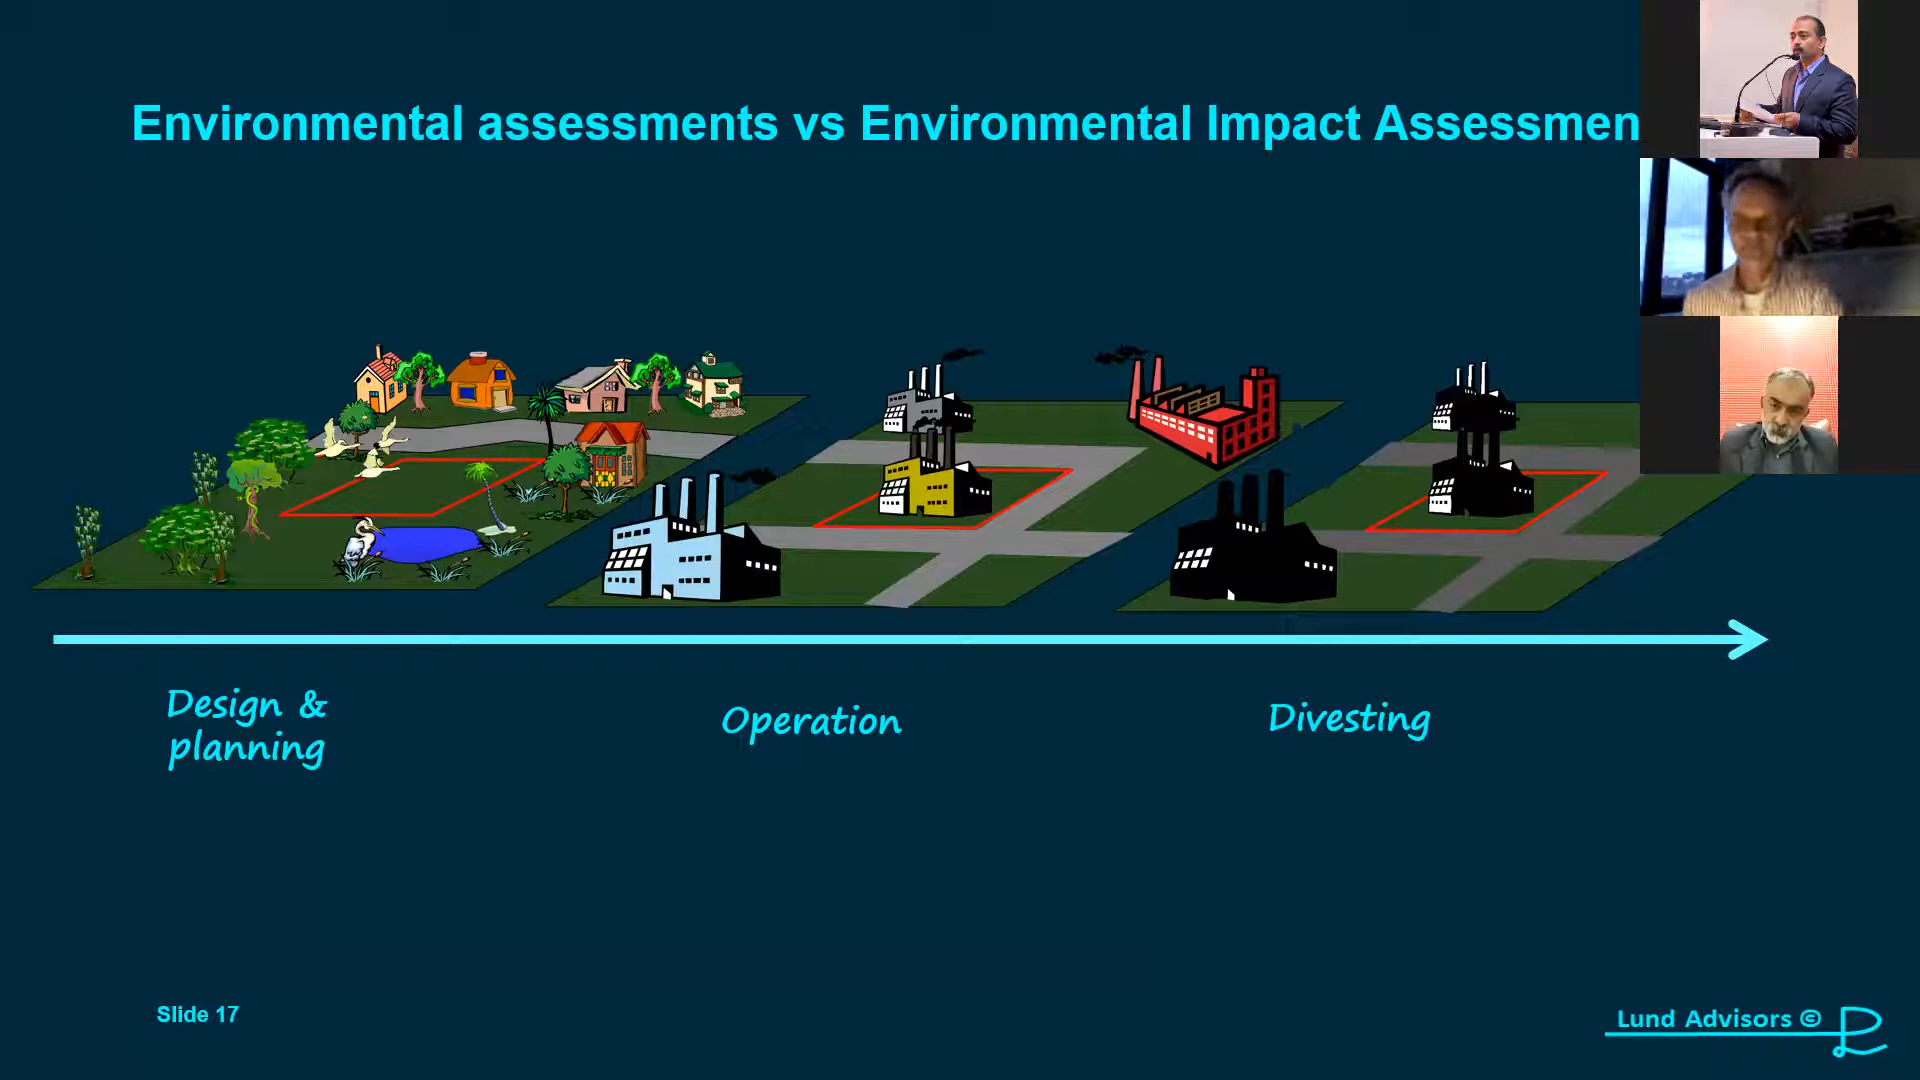 Environmental assessments vs Environmental Impact Assessmen
Design &
planning
Operation
Divesting
Slide 17
Lund Advisors ©